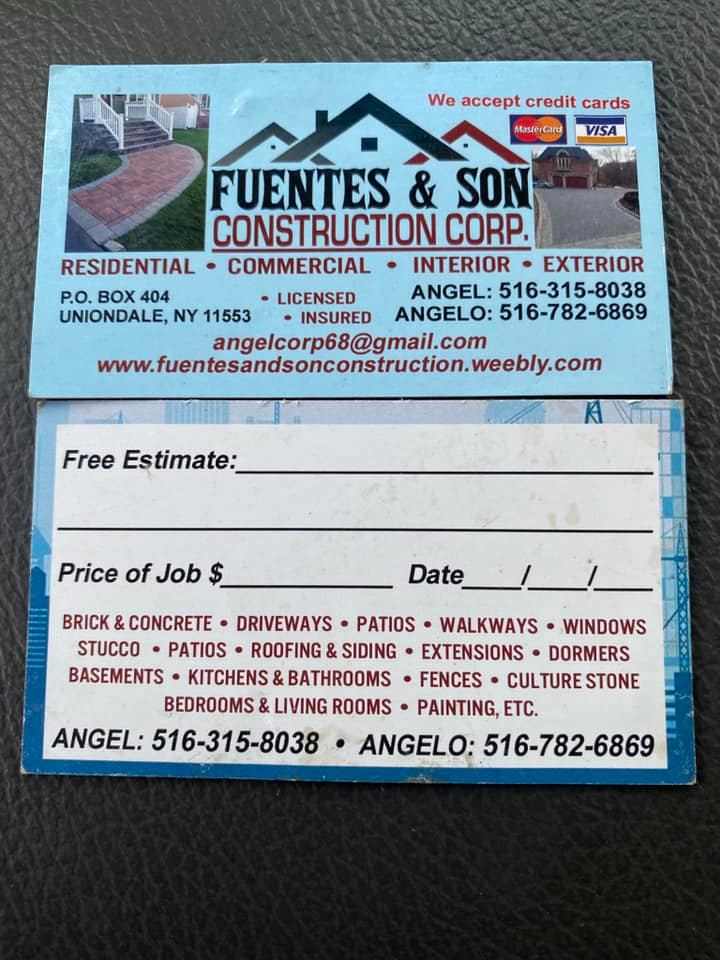 We accept credit cards
MasterCard VISA
FUENTES & SON
CONSTRUCTION CORP.
RESIDENTIAL • COMMERCIAL • INTERIOR • EXTERIOR
P.O. BOX 404
UNIONDALE, NY 11553
• LICENSED
• INSURED
ANGEL: 516-315-8038
ANGELO: 516-782-6869
angelcorp68@gmail.com
www.fuentesandsonconstruction.weebly.com
Free Estimate:
Price of Job $ Date / /
BRICK & CONCRETE • DRIVEWAYS • PATIOS • WALKWAYS • WINDOWS
STUCCO • PATIOS • ROOFING & SIDING • EXTENSIONS • DORMERS
BASEMENTS • KITCHENS & BATHROOMS • FENCES • CULTURE STONE
BEDROOMS & LIVING ROOMS • PAINTING, ETC.
ANGEL: 516-315-8038 • ANGELO: 516-782-6869